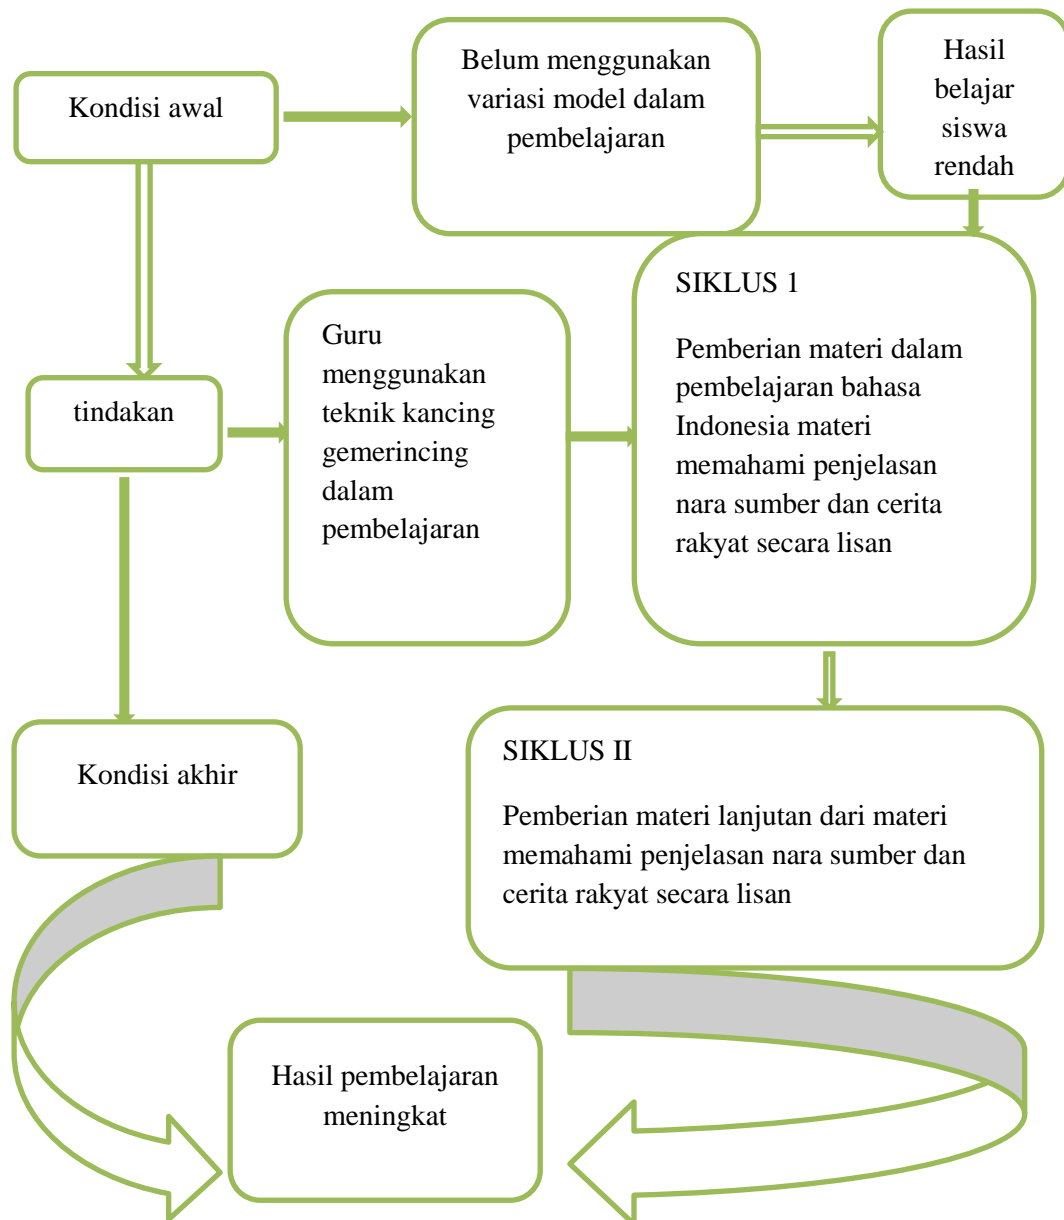 Kondisi awal
Belum menggunakan
variasi model dalam
pembelajaran
Hasil
belajar
siswa
rendah
tindakan
Guru
menggunakan
teknik kancing
gemerincing
dalam
pembelajaran
SIKLUS 1
Pemberian materi dalam
pembelajaran bahasa
Indonesia materi
memahami penjelasan
nara sumber dan cerita
rakyat secara lisan
Kondisi akhir
SIKLUS II
Pemberian materi lanjutan dari materi
memahami penjelasan nara sumber dan
cerita rakyat secara lisan
Hasil pembelajaran
meningkat